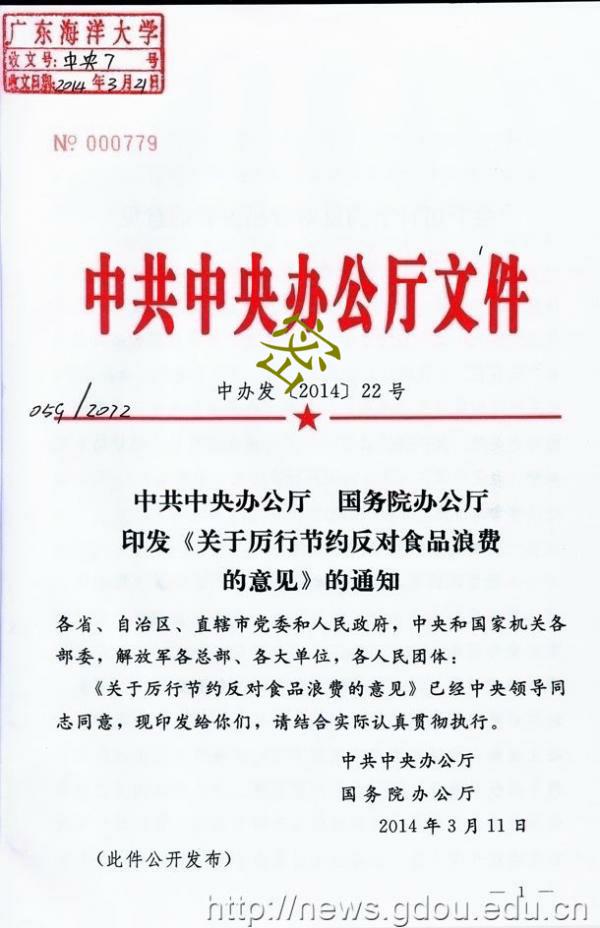 广东海洋大学
收文号:中央7 号
收文日期:2014年3月21日
№ 000779
中共中央办公厅文件
密
中办发〔2014〕22号
059/2022
中共中央办公厅 国务院办公厅
印发《关于厉行节约反对食品浪费
的意见》的通知
各省、自治区、直辖市党委和人民政府，中央和国家机关各
部委，解放军各总部、各大单位，各人民团体：
《关于厉行节约反对食品浪费的意见》已经中央领导同
志同意，现印发给你们，请结合实际认真贯彻执行。
中共中央办公厅
国务院办公厅
2014年3月11日
（此件公开发布）
— 1 —
http://news.gdou.edu.cn